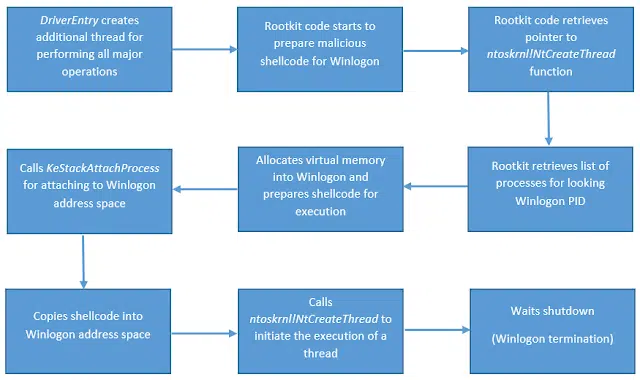 DriverEntry creates
additional thread for
performing all major
operations
Rootkit code starts to
prepare malicious
shellcode for Winlogon
Rootkit code retrieves
pointer to
ntoskrnl!NtCreateThread
function
Rootkit retrieves list of
processes for looking
Winlogon PID
Allocates virtual memory
into Winlogon and
prepares shellcode for
execution
Calls KeStackAttachProcess
for attaching to Winlogon
address space
Copies shellcode into
Winlogon address space
Calls
ntoskrnl!NtCreateThread to
initiate the execution of a
thread
Waits shutdown
(Winlogon termination)